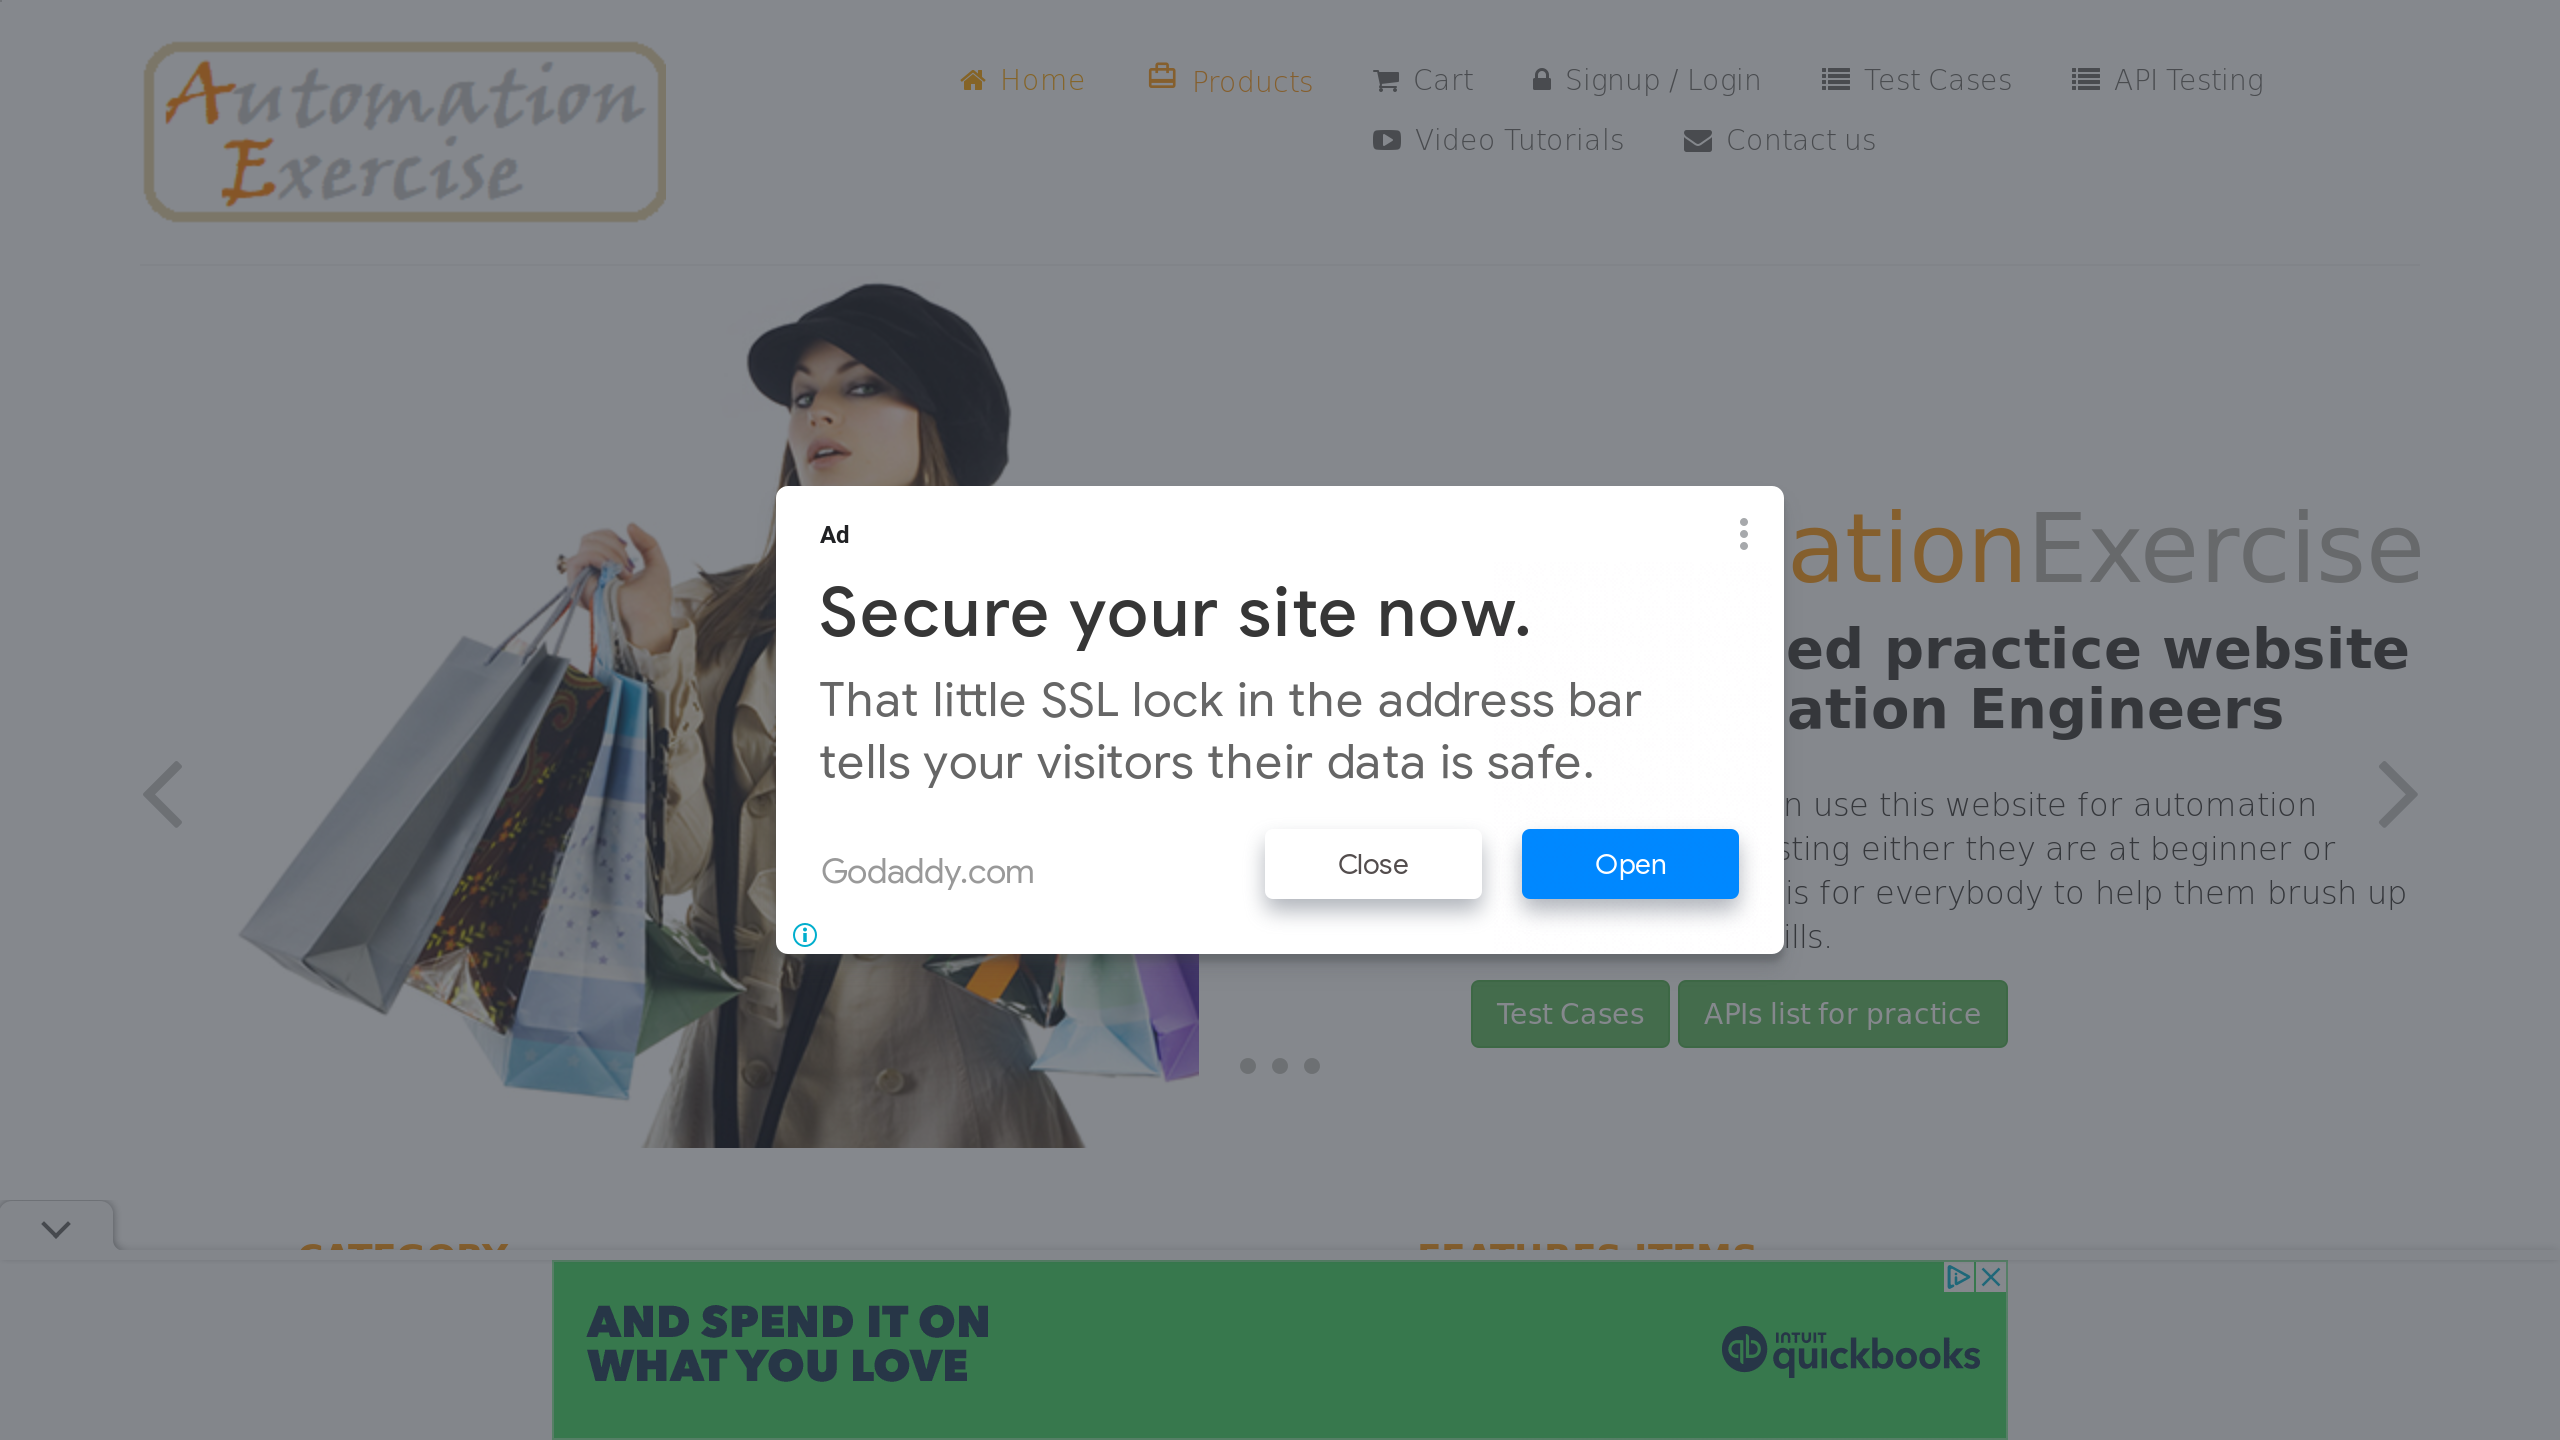 Automation
Exercise
Home
Products
Cart
Signup / Login
Test Cases
API Testing
Video Tutorials
Contact us
ationExercise
ed practice website
ation Engineers
n use this website for automation
sting either they are at beginner or
is for everybody to help them brush up
ills.
Test Cases
APIs list for practice
Ad
Secure your site now.
That little SSL lock in the address bar
tells your visitors their data is safe.
Godaddy.com
Close
Open
CATEGORY
FEATURES ITEMS
AND SPEND IT ON
WHAT YOU LOVE
INTUIT
quickbooks